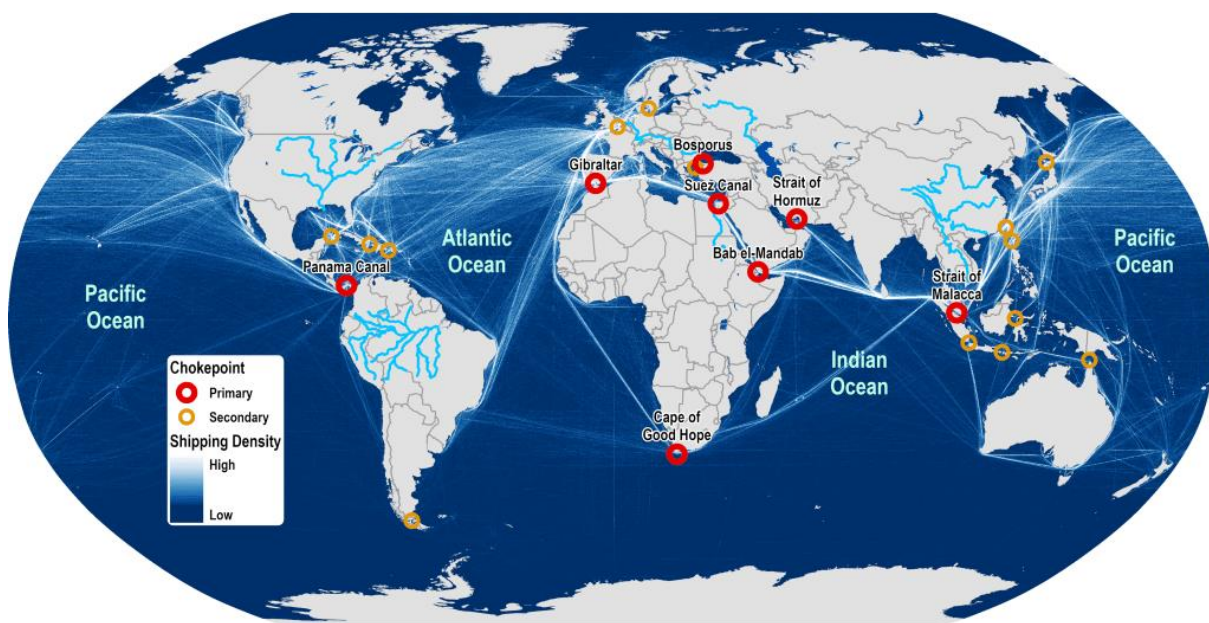 Bosporus
Gibraltar
Suez Canal
Strait of
Hormuz
Atlantic
Ocean
Pacific
Ocean
Bab el-Mandab
Panama Canal
Strait of
Malacca
Pacific
Ocean
Indian
Ocean
Chokepoint
Primary
Secondary
Shipping Density
High
Low
Cape of
Good Hope